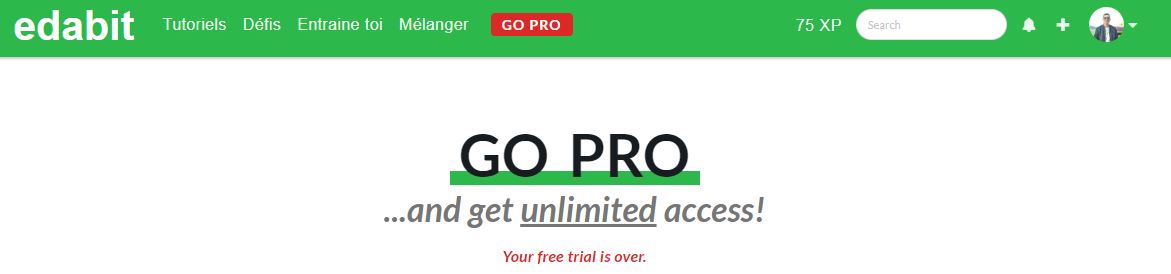 edabit Tutoriels Défis Entraine toi Mélanger GO PRO 75 XP Search
GO PRO
...and get unlimited access!
Your free trial is over.